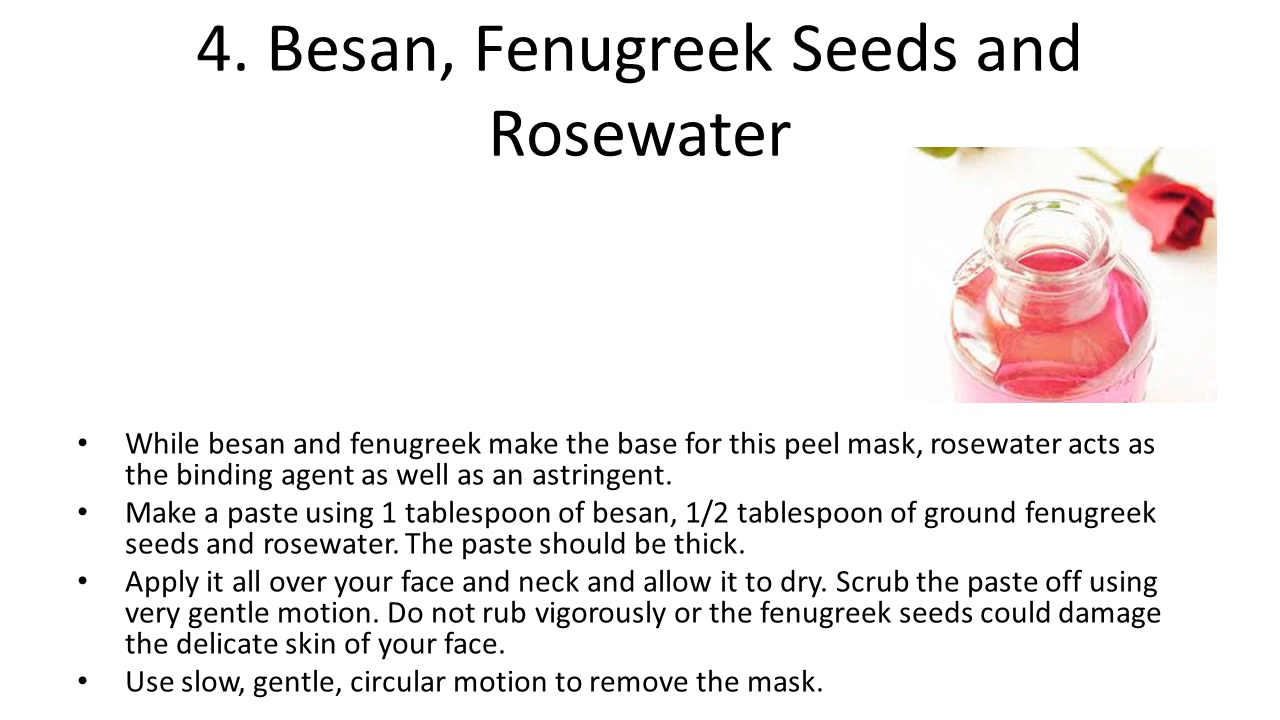 4. Besan, Fenugreek Seeds and
Rosewater
• While besan and fenugreek make the base for this peel mask, rosewater acts as
the binding agent as well as an astringent.
• Make a paste using 1 tablespoon of besan, 1/2 tablespoon of ground fenugreek
seeds and rosewater. The paste should be thick.
• Apply it all over your face and neck and allow it to dry. Scrub the paste off using
very gentle motion. Do not rub vigorously or the fenugreek seeds could damage
the delicate skin of your face.
• Use slow, gentle, circular motion to remove the mask.